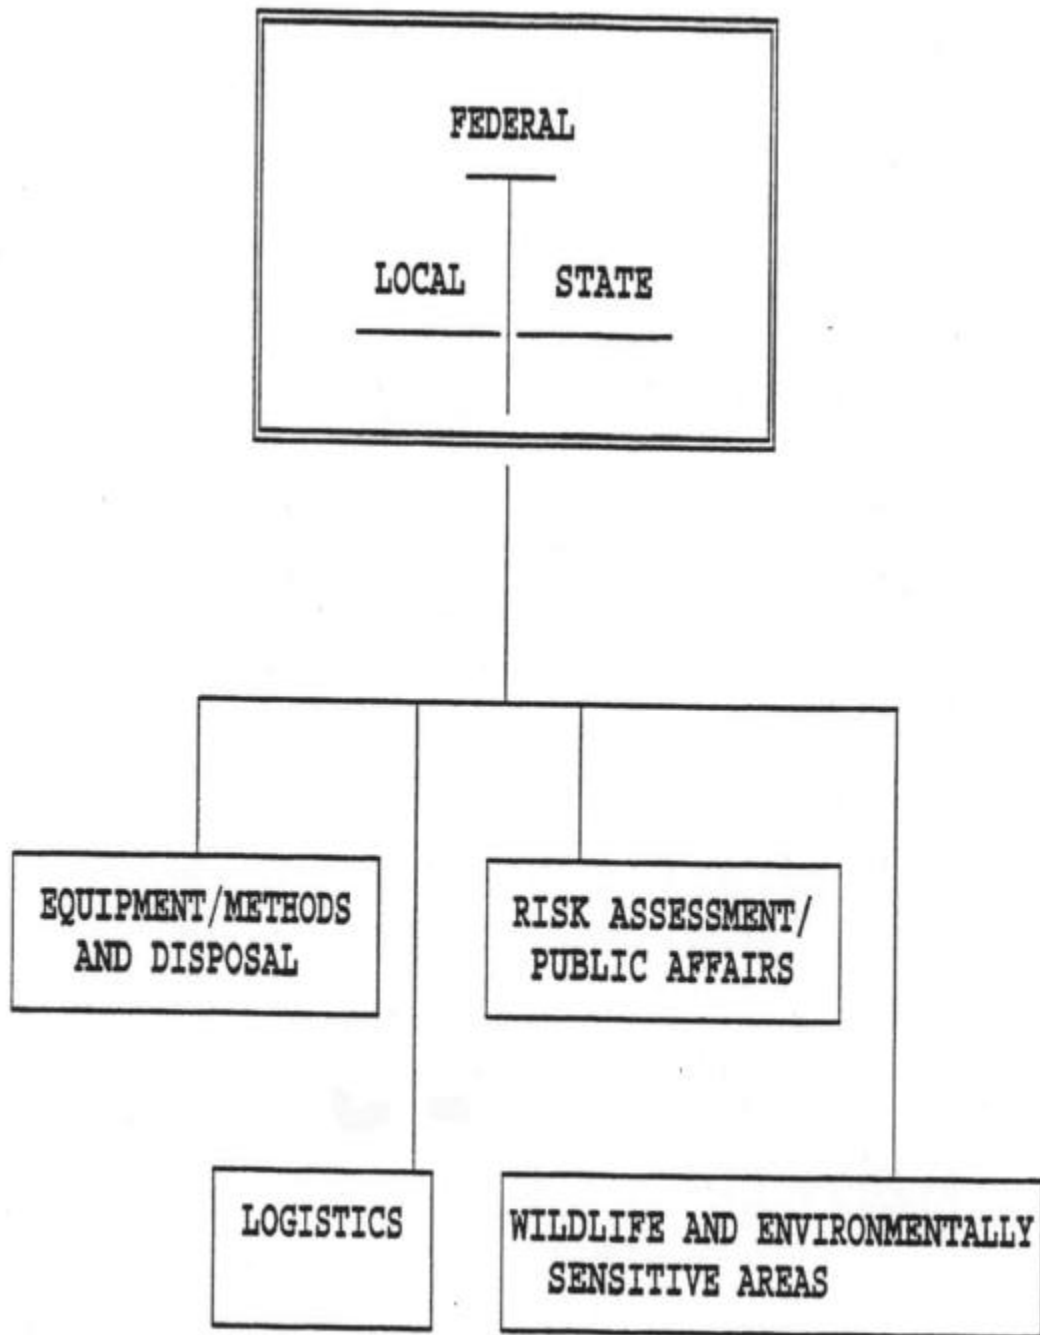 FEDERAL
LOCAL STATE
EQUIPMENT/METHODS
AND DISPOSAL
RISK ASSESSMENT/
PUBLIC AFFAIRS
LOGISTICS
WILDLIFE AND ENVIRONMENTALLY
SENSITIVE AREAS